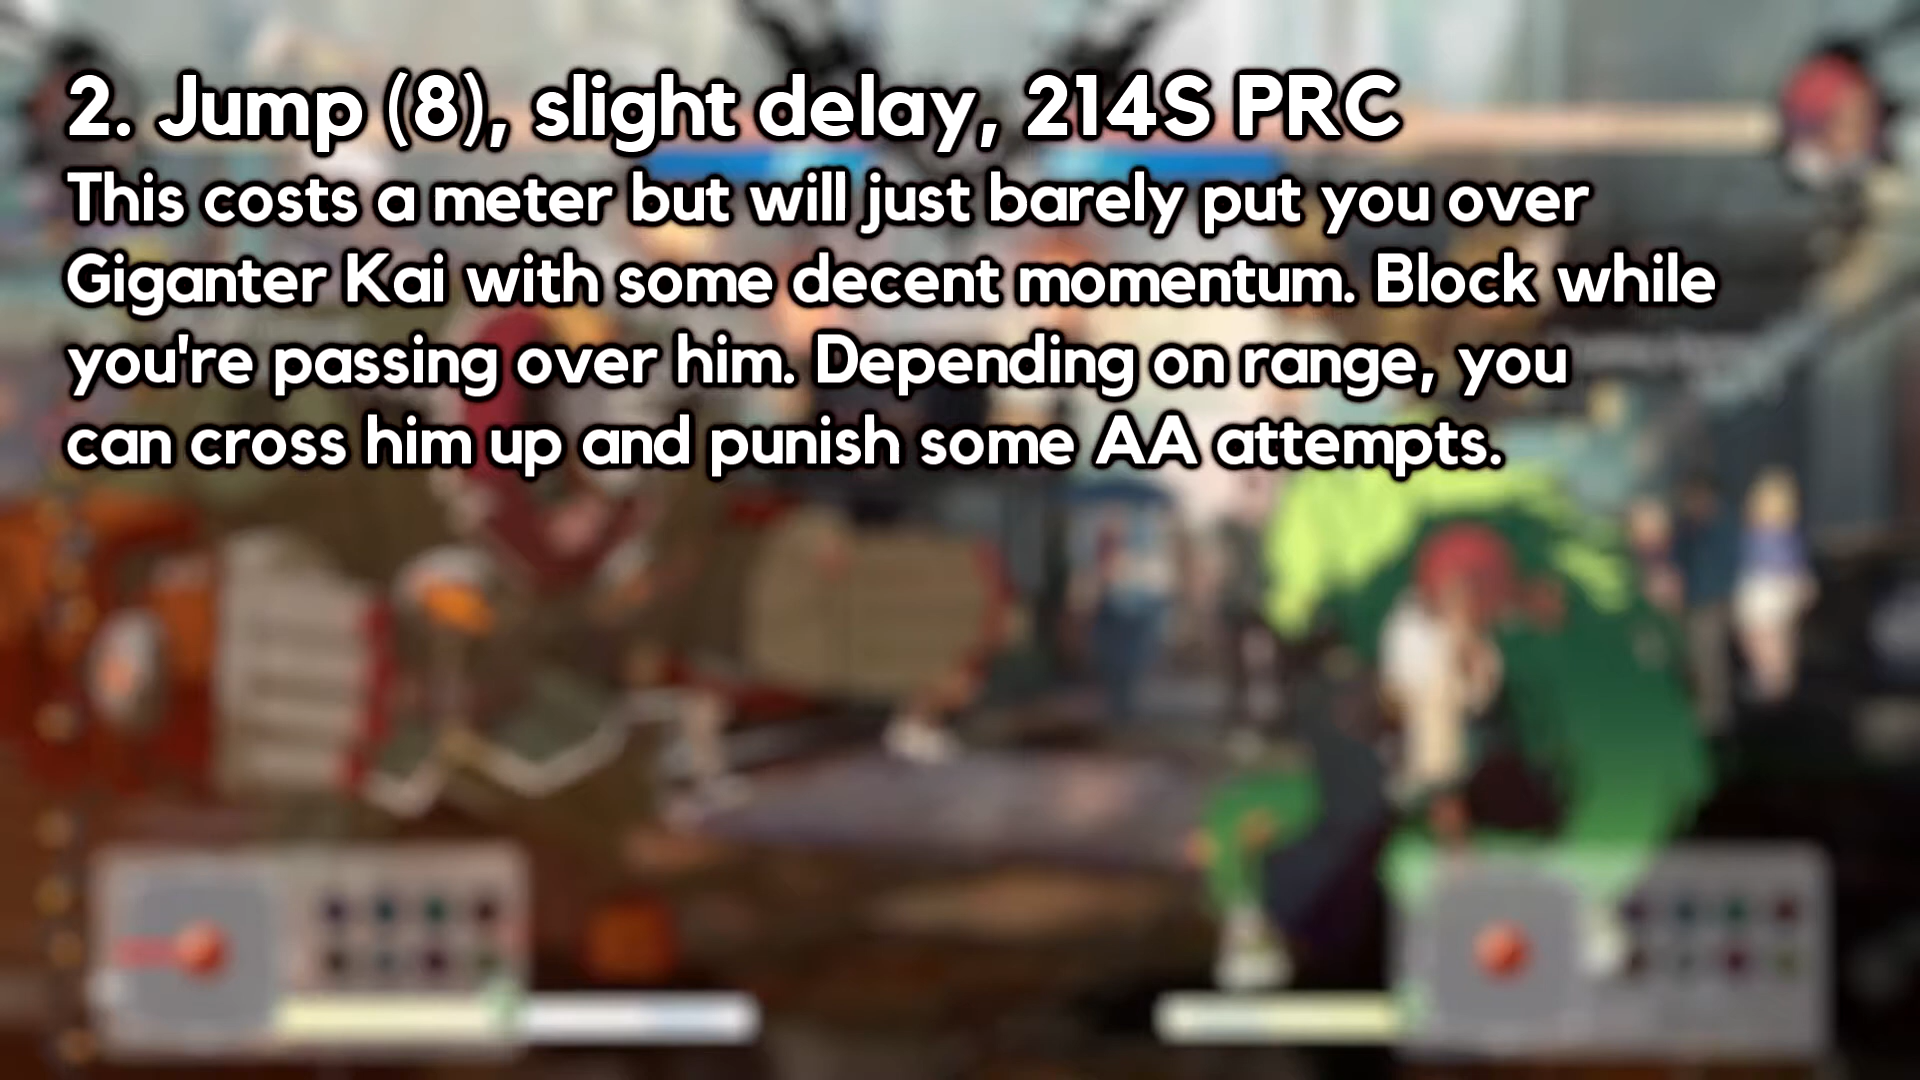 2. Jump (8), slight delay, 214S PRC
This costs a meter but will just barely put you over
Giganter Kai with some decent momentum. Block while
you're passing over him. Depending on range, you
can cross him up and punish some AA attempts.